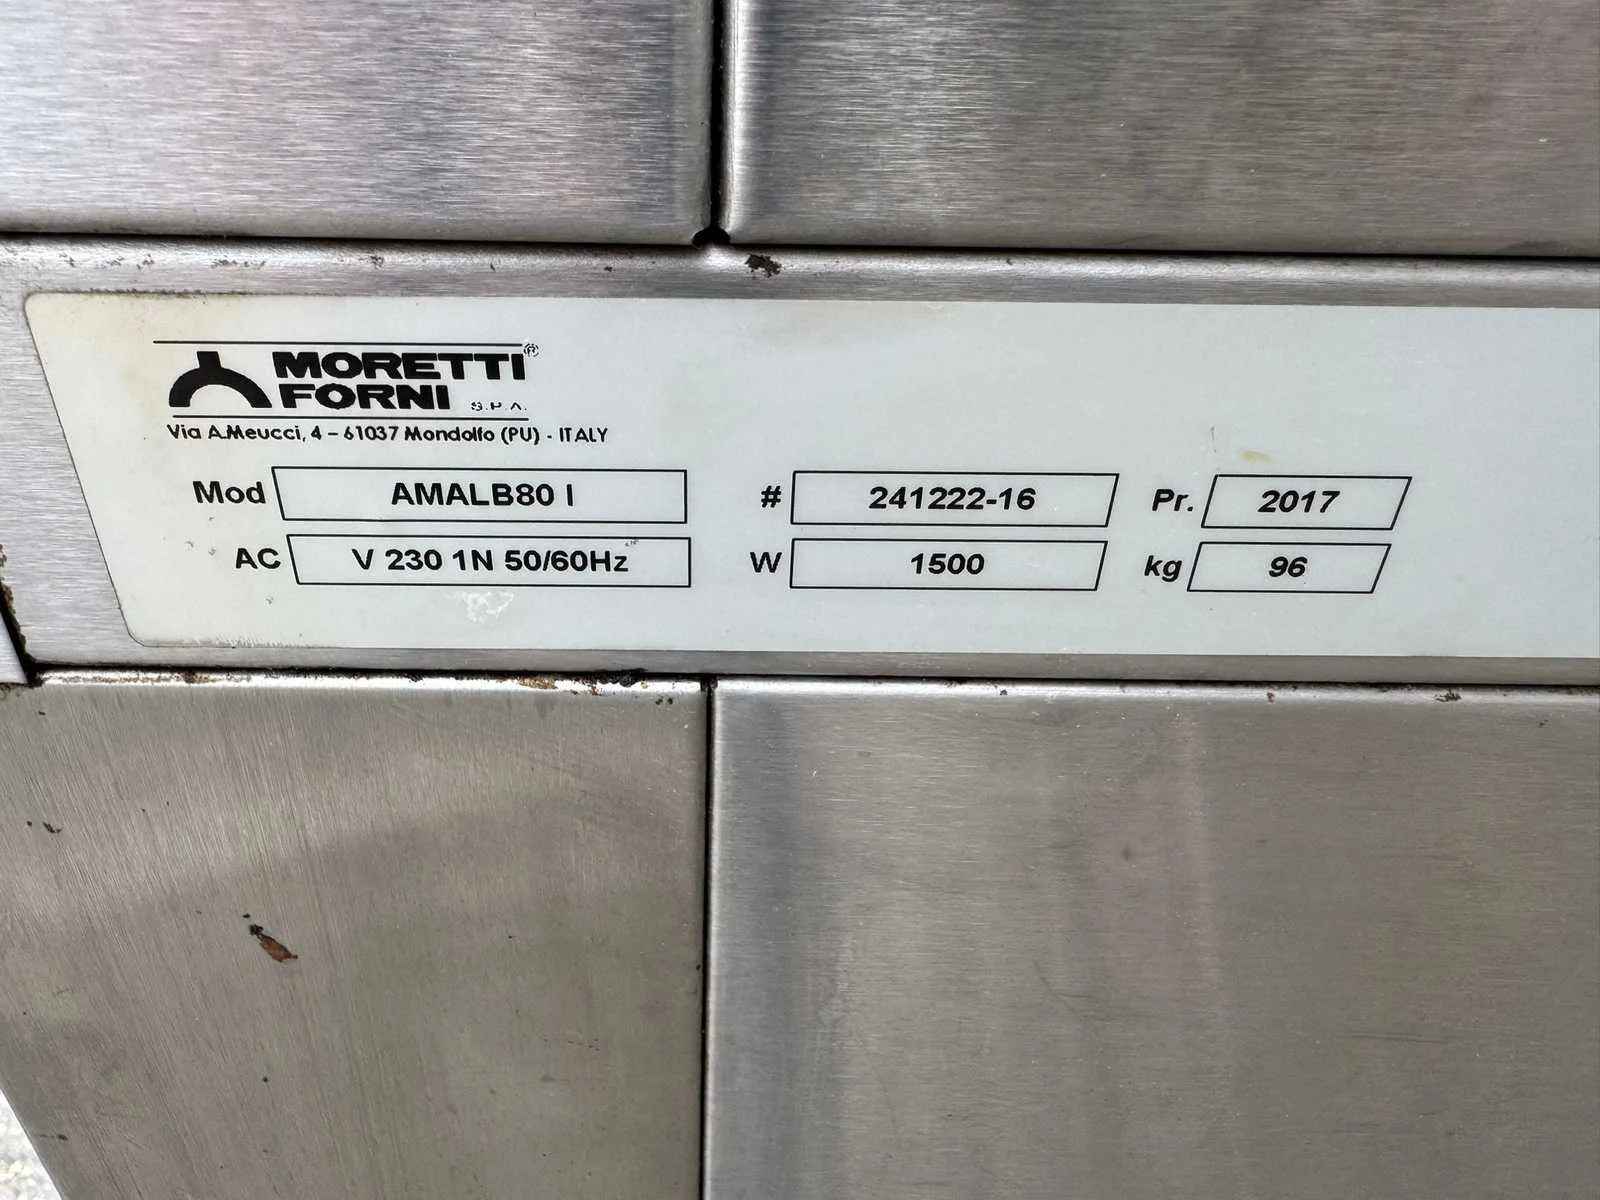 MORETTI®
FORNI S.P.A.
Via A.Meucci, 4 – 61037 Mondolfo (PU) - ITALY
Mod AMALB80 I # 241222-16 Pr. 2017
AC V 230 1N 50/60Hz W 1500 kg 96